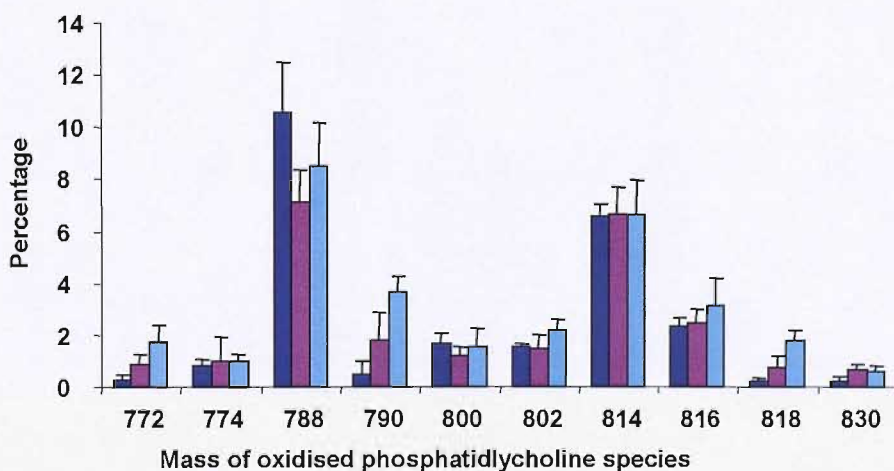 14
12
10
8
6
4
2
0
Percentage
772 774 788 790 800 802 814 816 818 830
Mass of oxidised phosphatidlycholine species